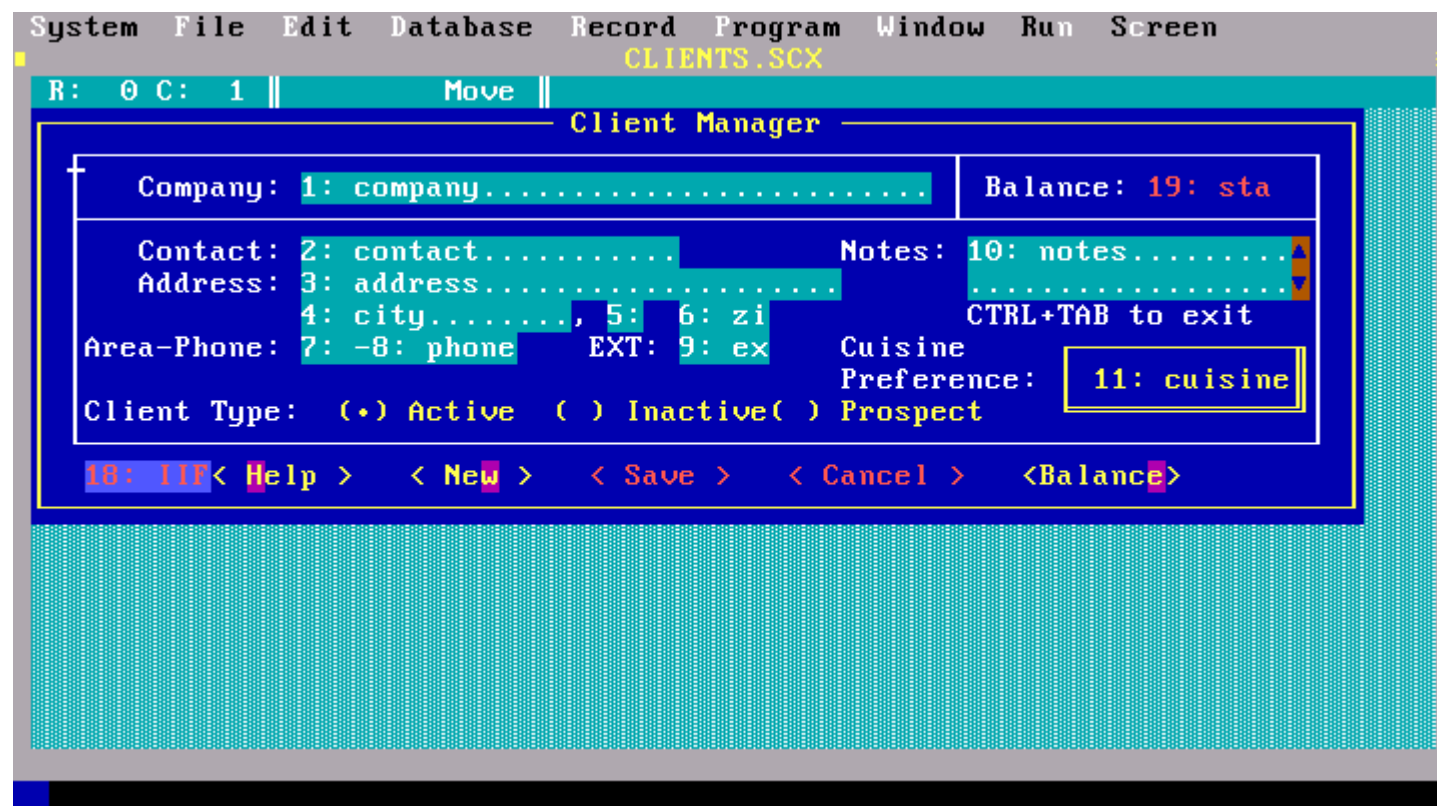 System File Edit Database Record Program Window Run Screen
CLIENTS.SCX
R: 0 C: 1 Move
Client Manager
Company: 1: company......................... Balance: 19: sta
Contact: 2: contact........... Notes: 10: notes.........
Address: 3: address.................... ..................
4: city........, 5: 6: zi CTRL+TAB to exit
Area-Phone: 7: -8: phone EXT: 9: ex Cuisine
Preference: 11: cuisine
Client Type: (•) Active ( ) Inactive( ) Prospect
18: IIF< Help > < New > < Save > < Cancel > <Balance>